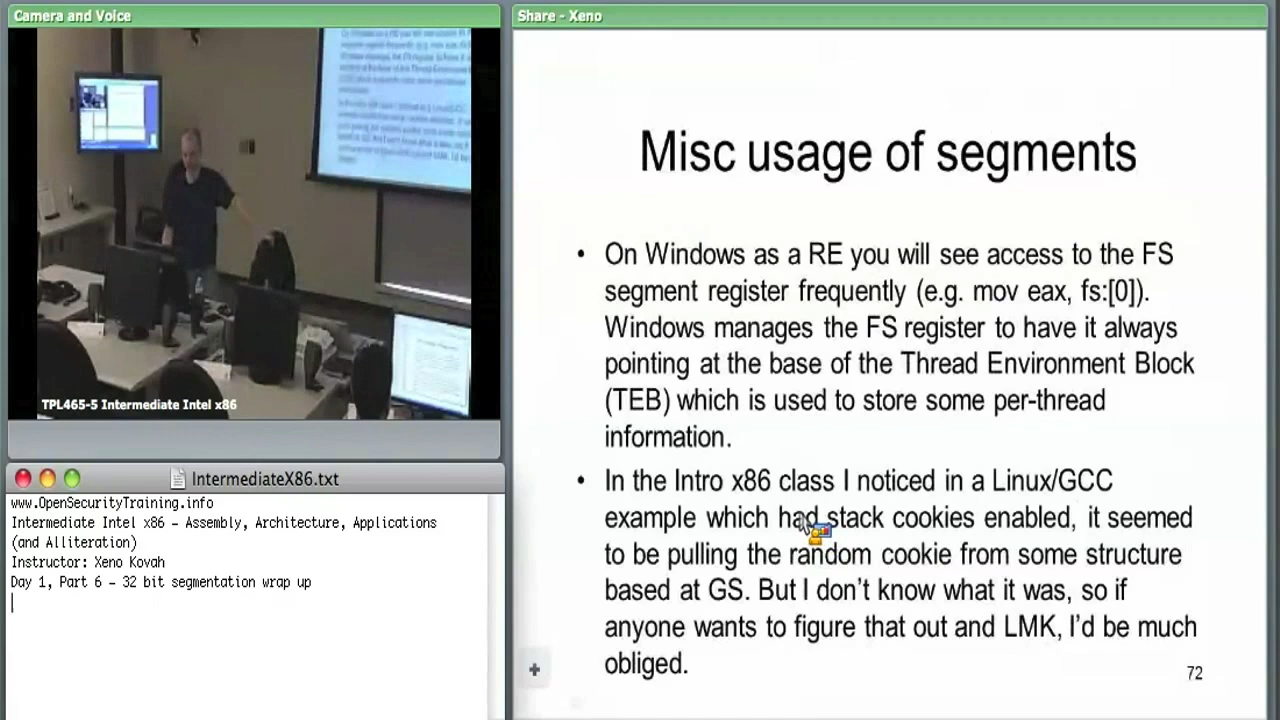 Camera and Voice
TPL465-5 Intermediate Intel x86
IntermediateX86.txt
www.OpenSecurityTraining.info
Intermediate Intel x86 – Assembly, Architecture, Applications
(and Alliteration)
Instructor: Xeno Kovah
Day 1, Part 6 – 32 bit segmentation wrap up
Share - Xeno
Misc usage of segments
• On Windows as a RE you will see access to the FS
segment register frequently (e.g. mov eax, fs:[0]).
Windows manages the FS register to have it always
pointing at the base of the Thread Environment Block
(TEB) which is used to store some per-thread
information.
• In the Intro x86 class I noticed in a Linux/GCC
example which had stack cookies enabled, it seemed
to be pulling the random cookie from some structure
based at GS. But I don't know what it was, so if
anyone wants to figure that out and LMK, I'd be much
obliged.
72